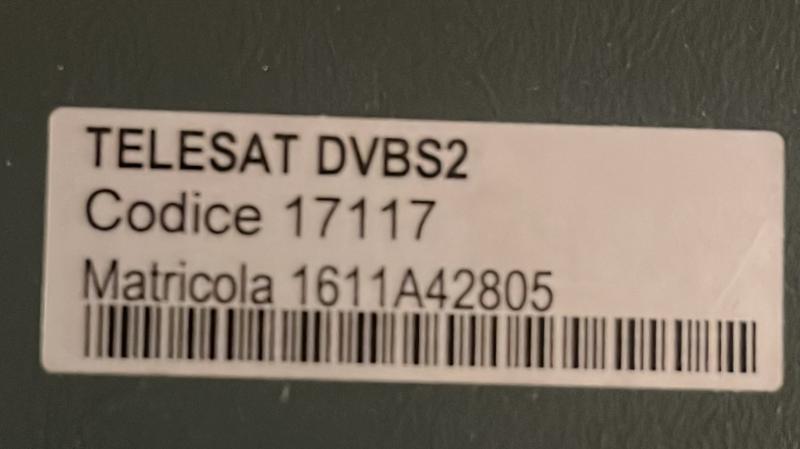 TELESAT DVBS2
Codice 17117
Matricola 1611A42805